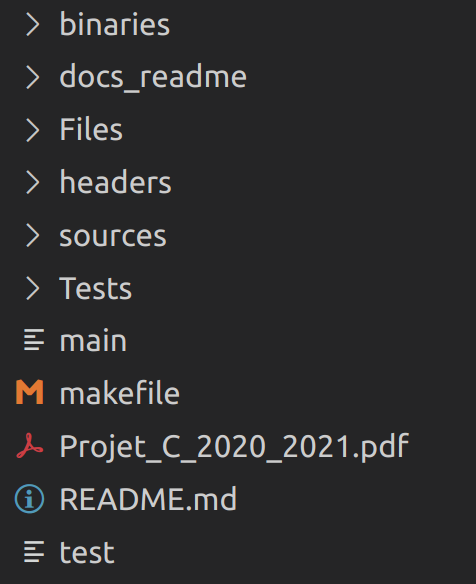 binaries
docs_readme
Files
headers
sources
Tests
main
makefile
Projet_C_2020_2021.pdf
README.md
test